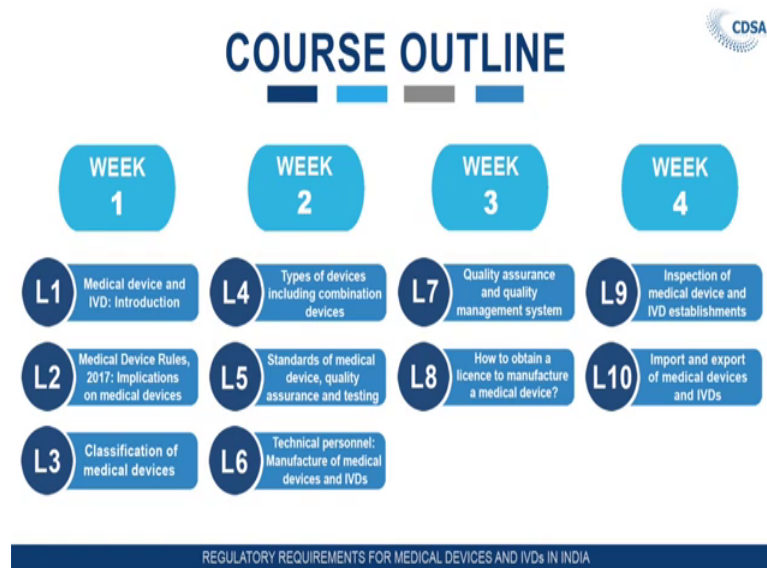 CDSA
COURSE OUTLINE
WEEK
1
L1
Medical device and
IVD: Introduction
L2
Medical Device Rules,
2017: Implications
on medical devices
L3
Classification of
medical devices
WEEK
2
L4
Types of devices
including combination
devices
L5
Standards of medical
device, quality
assurance and testing
L6
Technical personnel:
Manufacture of medical
devices and IVDs
WEEK
3
L7
Quality assurance
and quality
management system
L8
How to obtain a
licence to manufacture
a medical device?
WEEK
4
L9
Inspection of
medical device and
IVD establishments
L10
Import and export
of medical devices
and IVDs
REGULATORY REQUIREMENTS FOR MEDICAL DEVICES AND IVDs IN INDIA